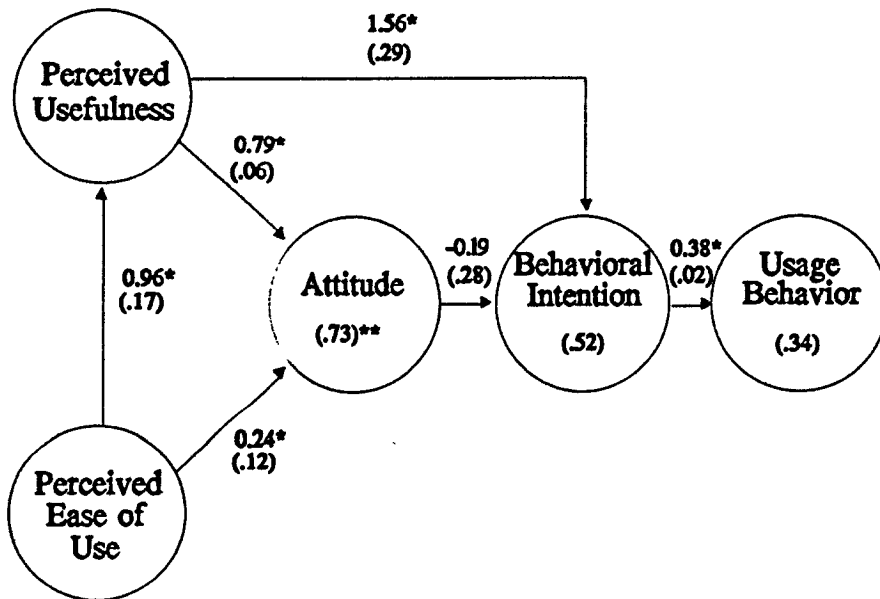 1.56*
(.29)
Perceived
Usefulness
0.79*
(.06)
0.96*
(.17)
Attitude
(.73)**
-0.19
(.28)
Behavioral
Intention
(.52)
0.38*
(.02)
Usage
Behavior
(.34)
0.24*
(.12)
Perceived
Ease of
Use